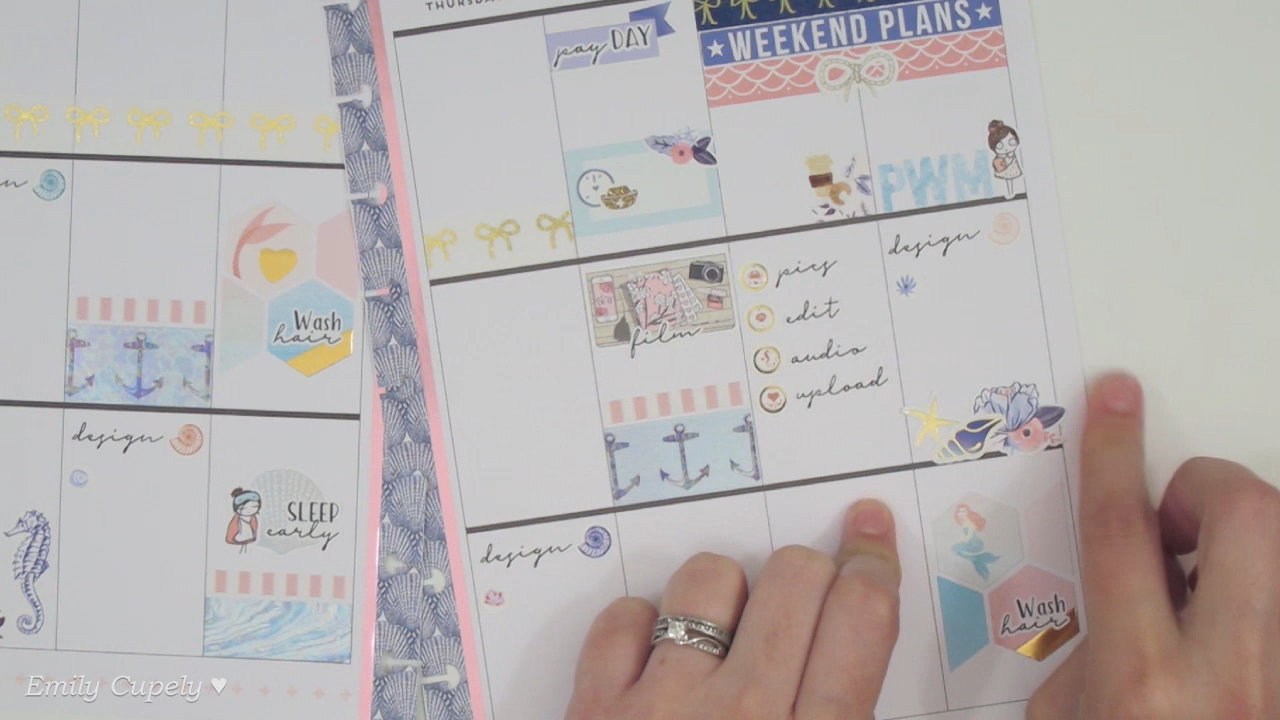 THURSDAY
pay DAY
★ WEEKEND PLANS ★
PWM
Wash
hair
film
pics
edit
audio
upload
design
design
SLEEP
early
design
Wash
hair
Emily Cupely ♥